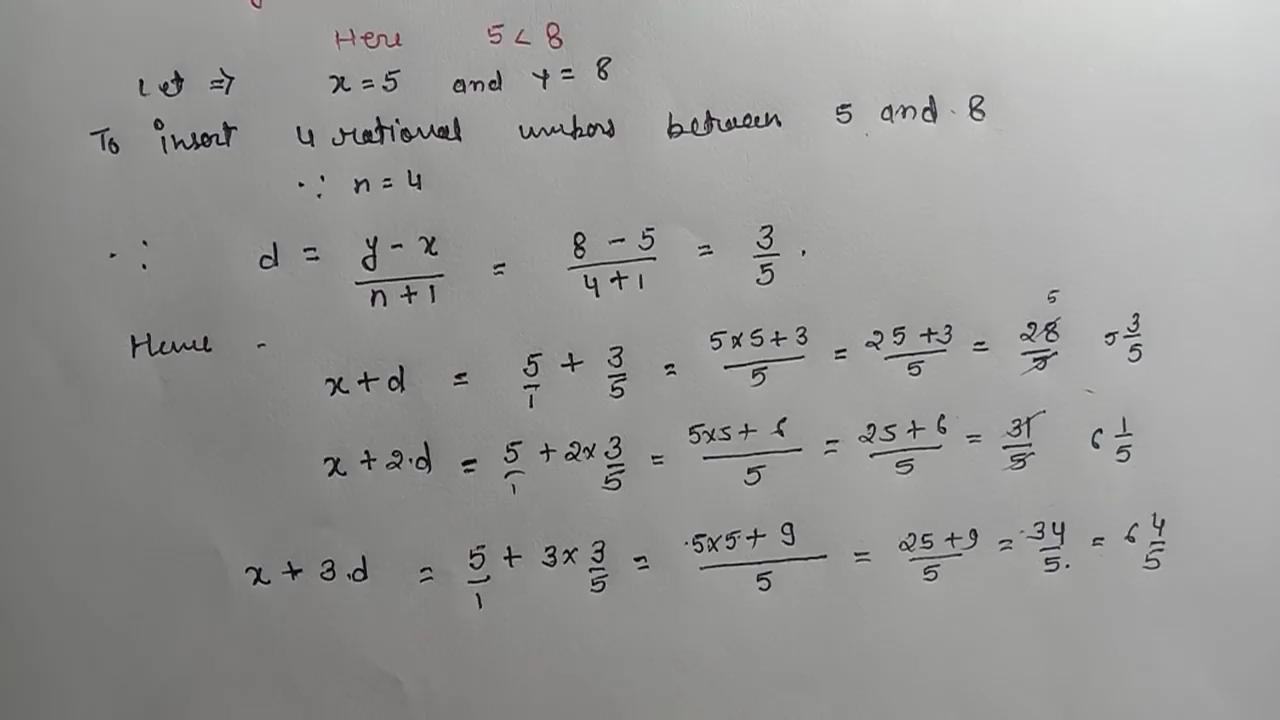 Here 5 < 8
Let ⇒ x = 5 and y = 8
To insert 4 rational numbers between 5 and 8
∵ n = 4
∴ d = y - x / n + 1 = 8 - 5 / 4 + 1 = 3/5 .
Hence -
x + d = 5/1 + 3/5 = 5×5+3 / 5 = 25+3 / 5 = 28/5 5 3/5
x + 2.d = 5/1 + 2× 3/5 = 5×5+6 / 5 = 25+6 / 5 = 31/5 6 1/5
x + 3.d = 5/1 + 3× 3/5 = 5×5+9 / 5 = 25+9 / 5 = 34/5. = 6 4/5